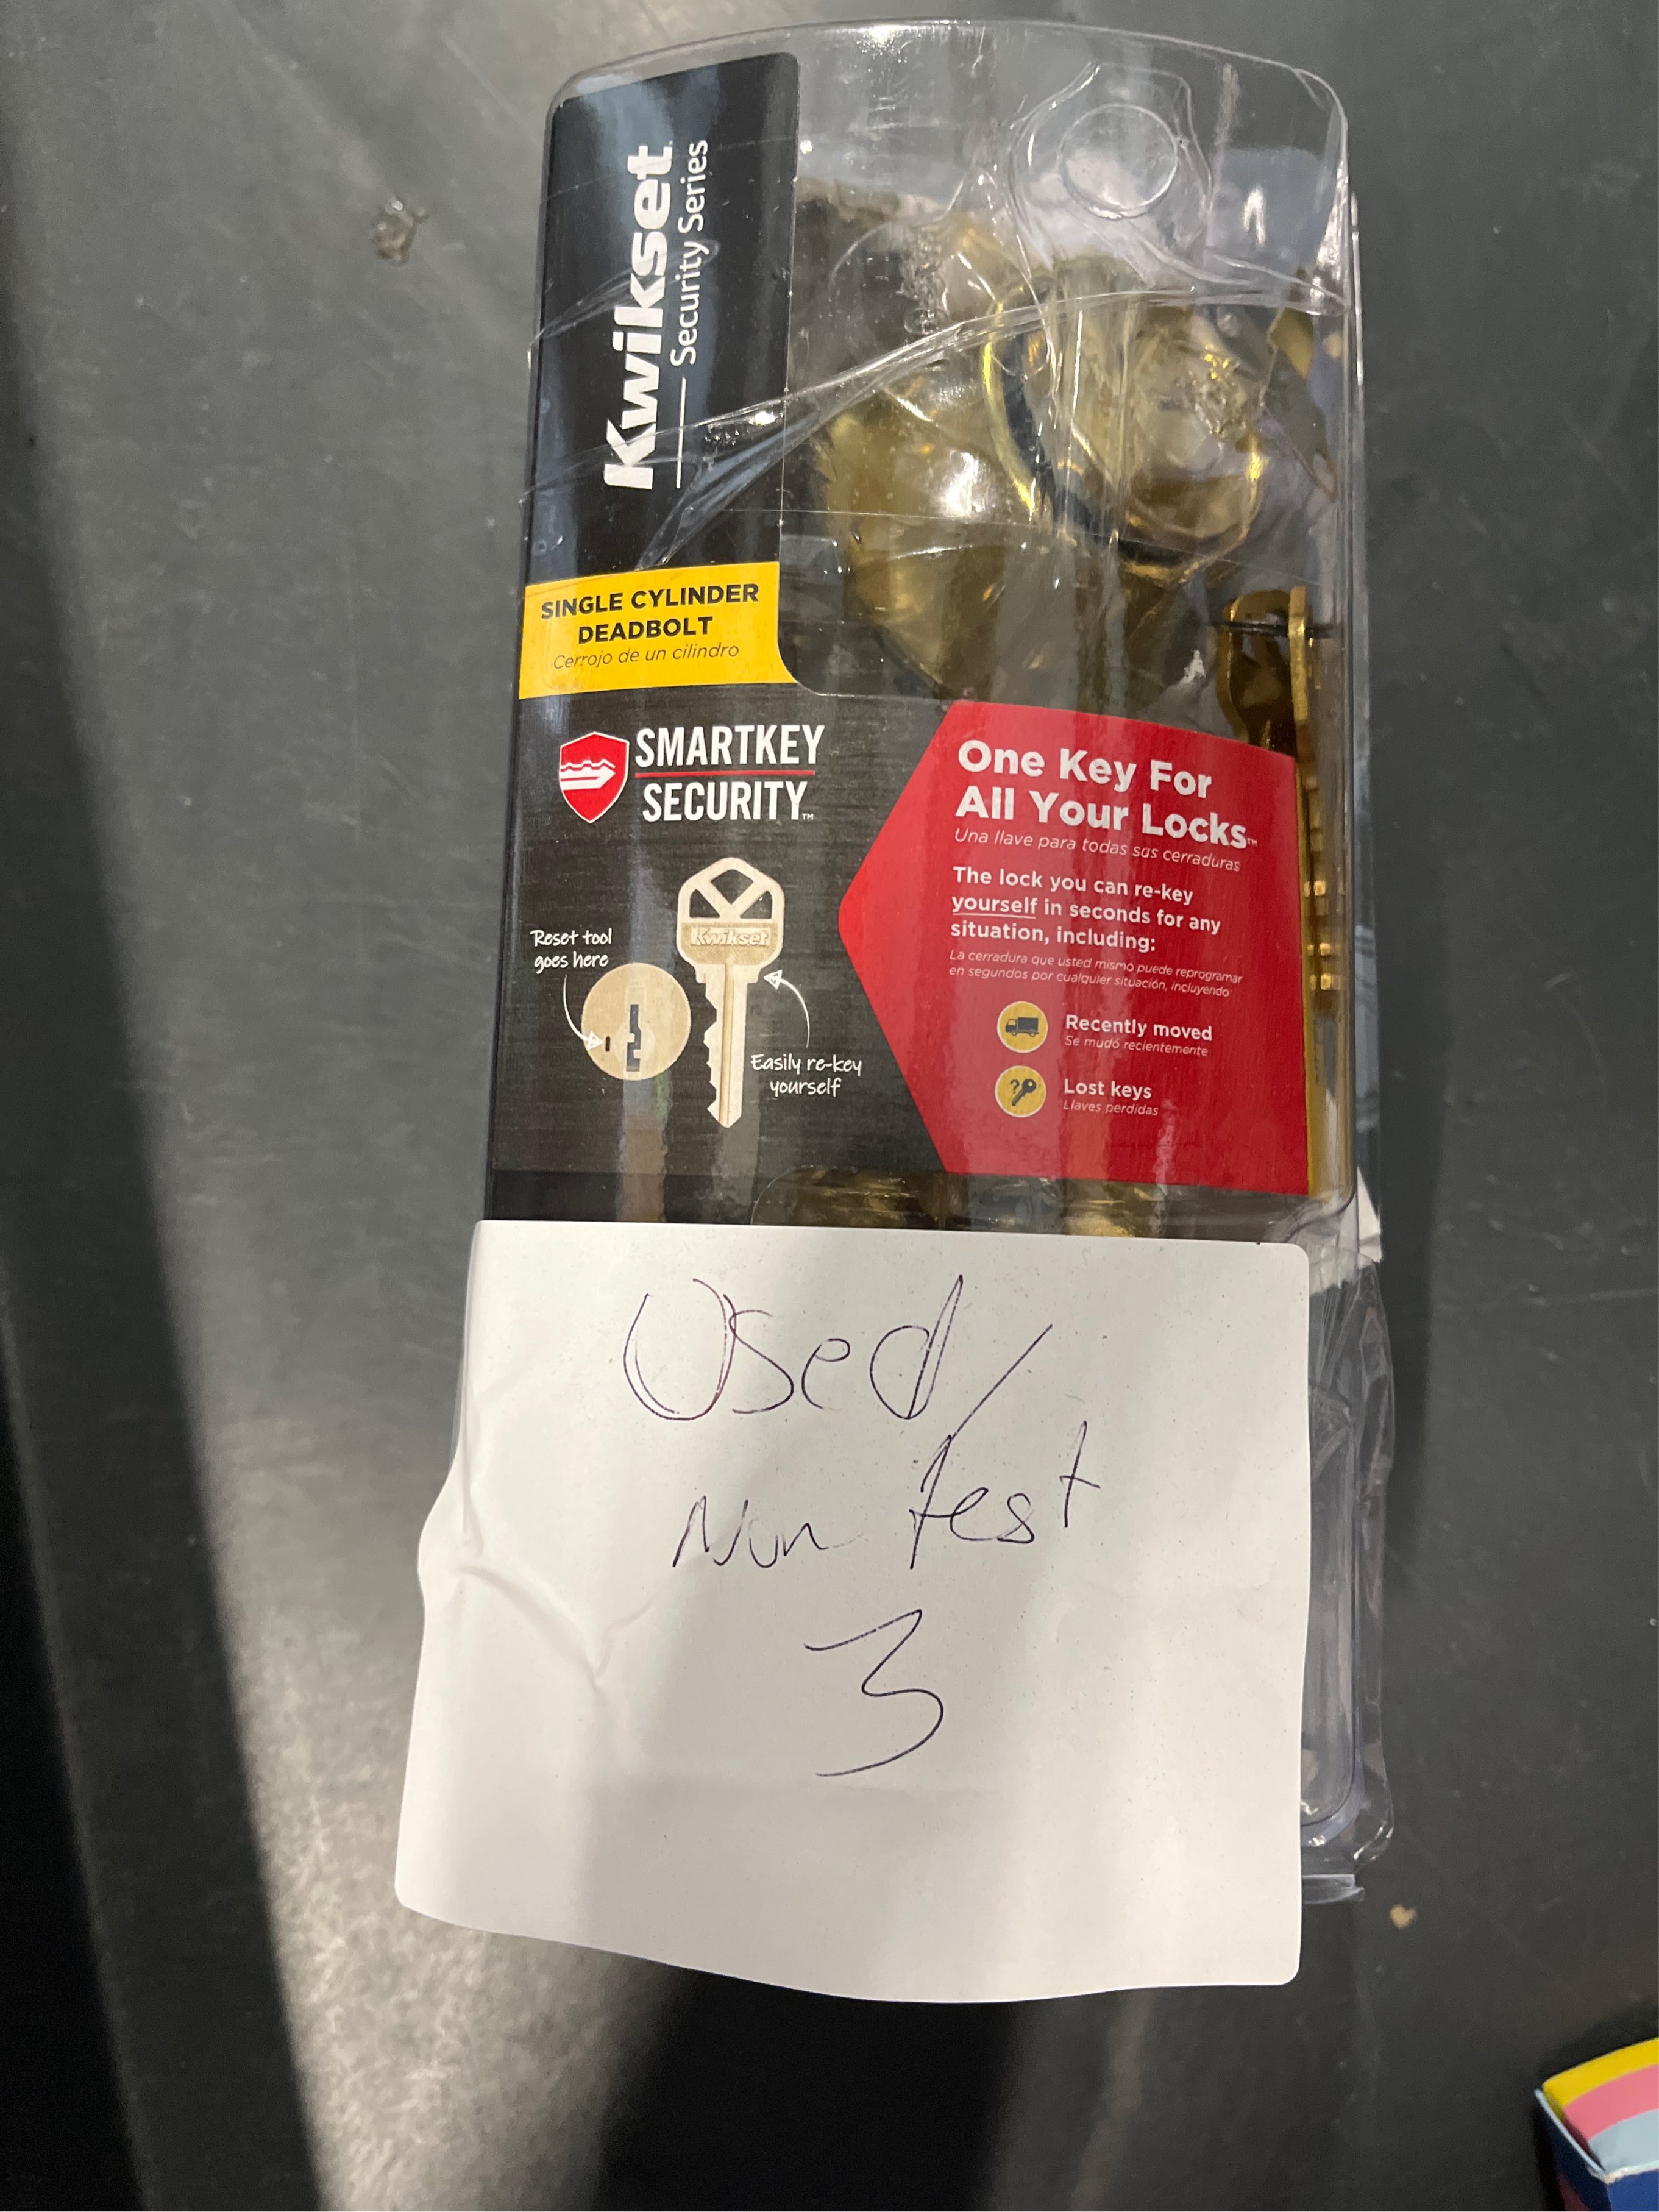 Kwikset
Security Series
SINGLE CYLINDER
DEADBOLT
Cerrojo de un cilindro
SMARTKEY
SECURITY™
Reset tool
goes here
Kwikset
Easily re-key
yourself
One Key For
All Your Locks™
Una llave para todas sus cerraduras
The lock you can re-key
yourself in seconds for any
situation, including:
La cerradura que usted mismo puede reprogramar
en segundos por cualquier situación, incluyendo
Recently moved
Se mudó recientemente
Lost keys
Llaves perdidas
Used/
Nun test
3